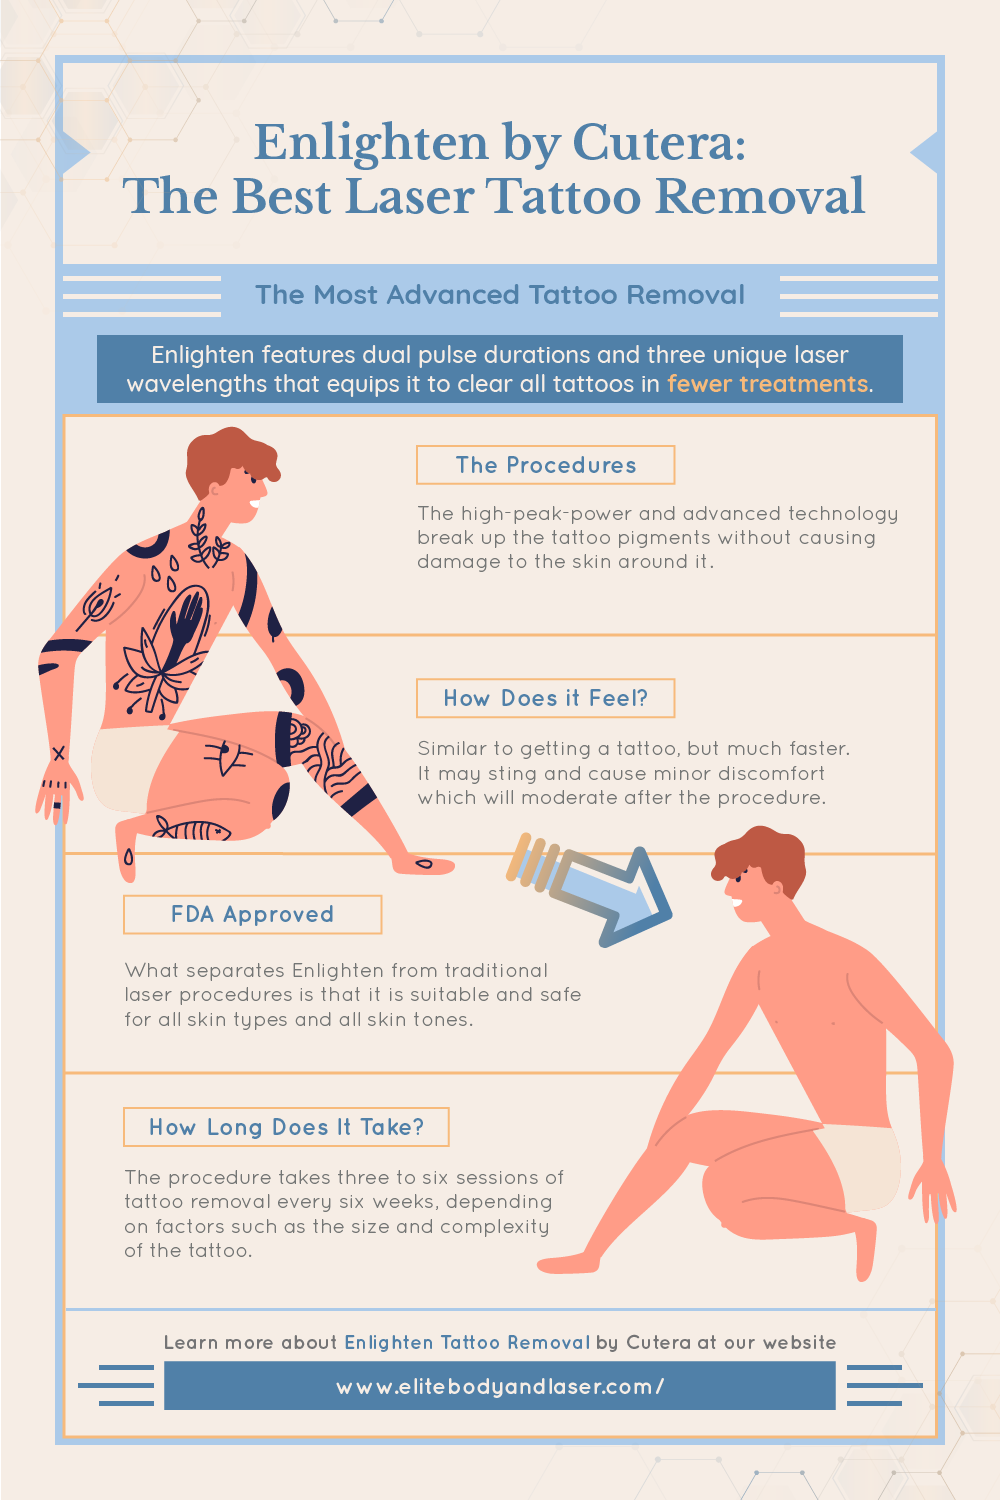 Enlighten by Cutera:
The Best Laser Tattoo Removal
The Most Advanced Tattoo Removal
Enlighten features dual pulse durations and three unique laser
wavelengths that equips it to clear all tattoos in fewer treatments.
The Procedures
The high-peak-power and advanced technology
break up the tattoo pigments without causing
damage to the skin around it.
How Does it Feel?
Similar to getting a tattoo, but much faster.
It may sting and cause minor discomfort
which will moderate after the procedure.
FDA Approved
What separates Enlighten from traditional
laser procedures is that it is suitable and safe
for all skin types and all skin tones.
How Long Does It Take?
The procedure takes three to six sessions of
tattoo removal every six weeks, depending
on factors such as the size and complexity
of the tattoo.
Learn more about Enlighten Tattoo Removal by Cutera at our website
www.elitebodyandlaser.com/